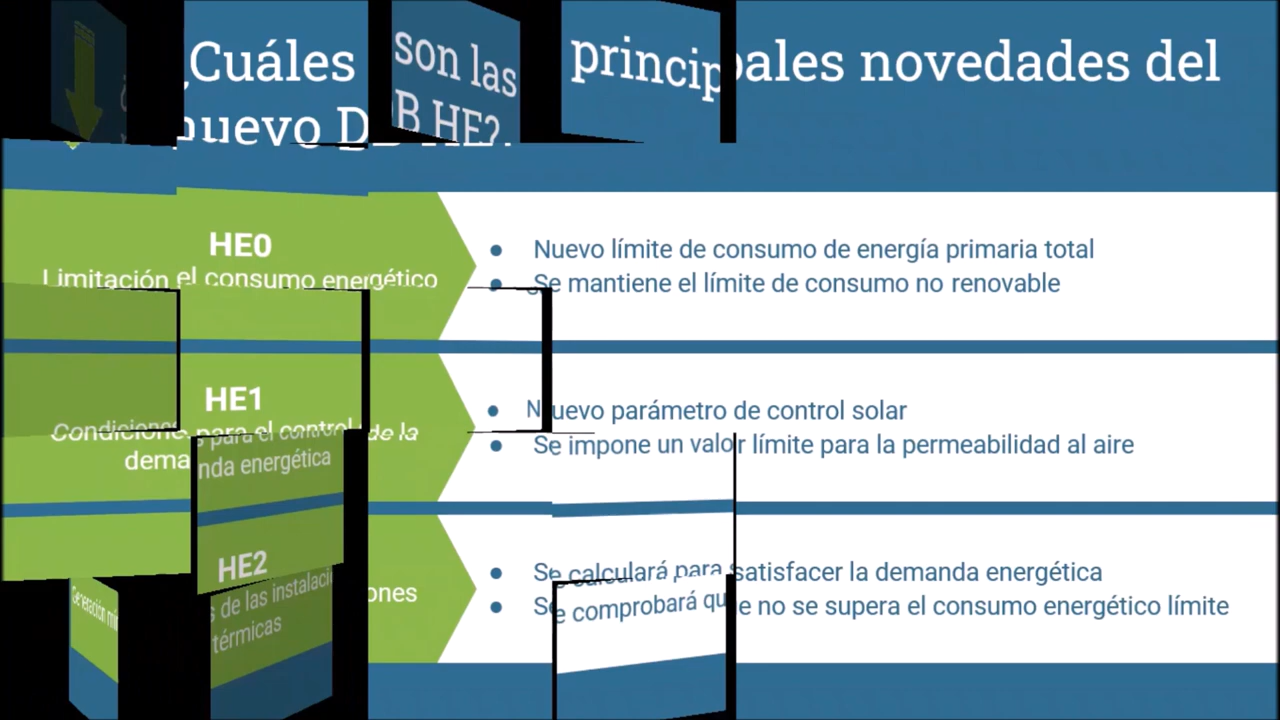 ¿Cuáles son las principales novedades del
nuevo DB HE?
HE0
Limitación el consumo energético
● Nuevo límite de consumo de energía primaria total
● Se mantiene el límite de consumo no renovable
HE1
Condiciones para el control de la
demanda energética
● Nuevo parámetro de control solar
● Se impone un valor límite para la permeabilidad al aire
HE2
de las instalaciones
térmicas
● Se calculará para satisfacer la demanda energética
● Se comprobará que no se supera el consumo energético límite
Generación